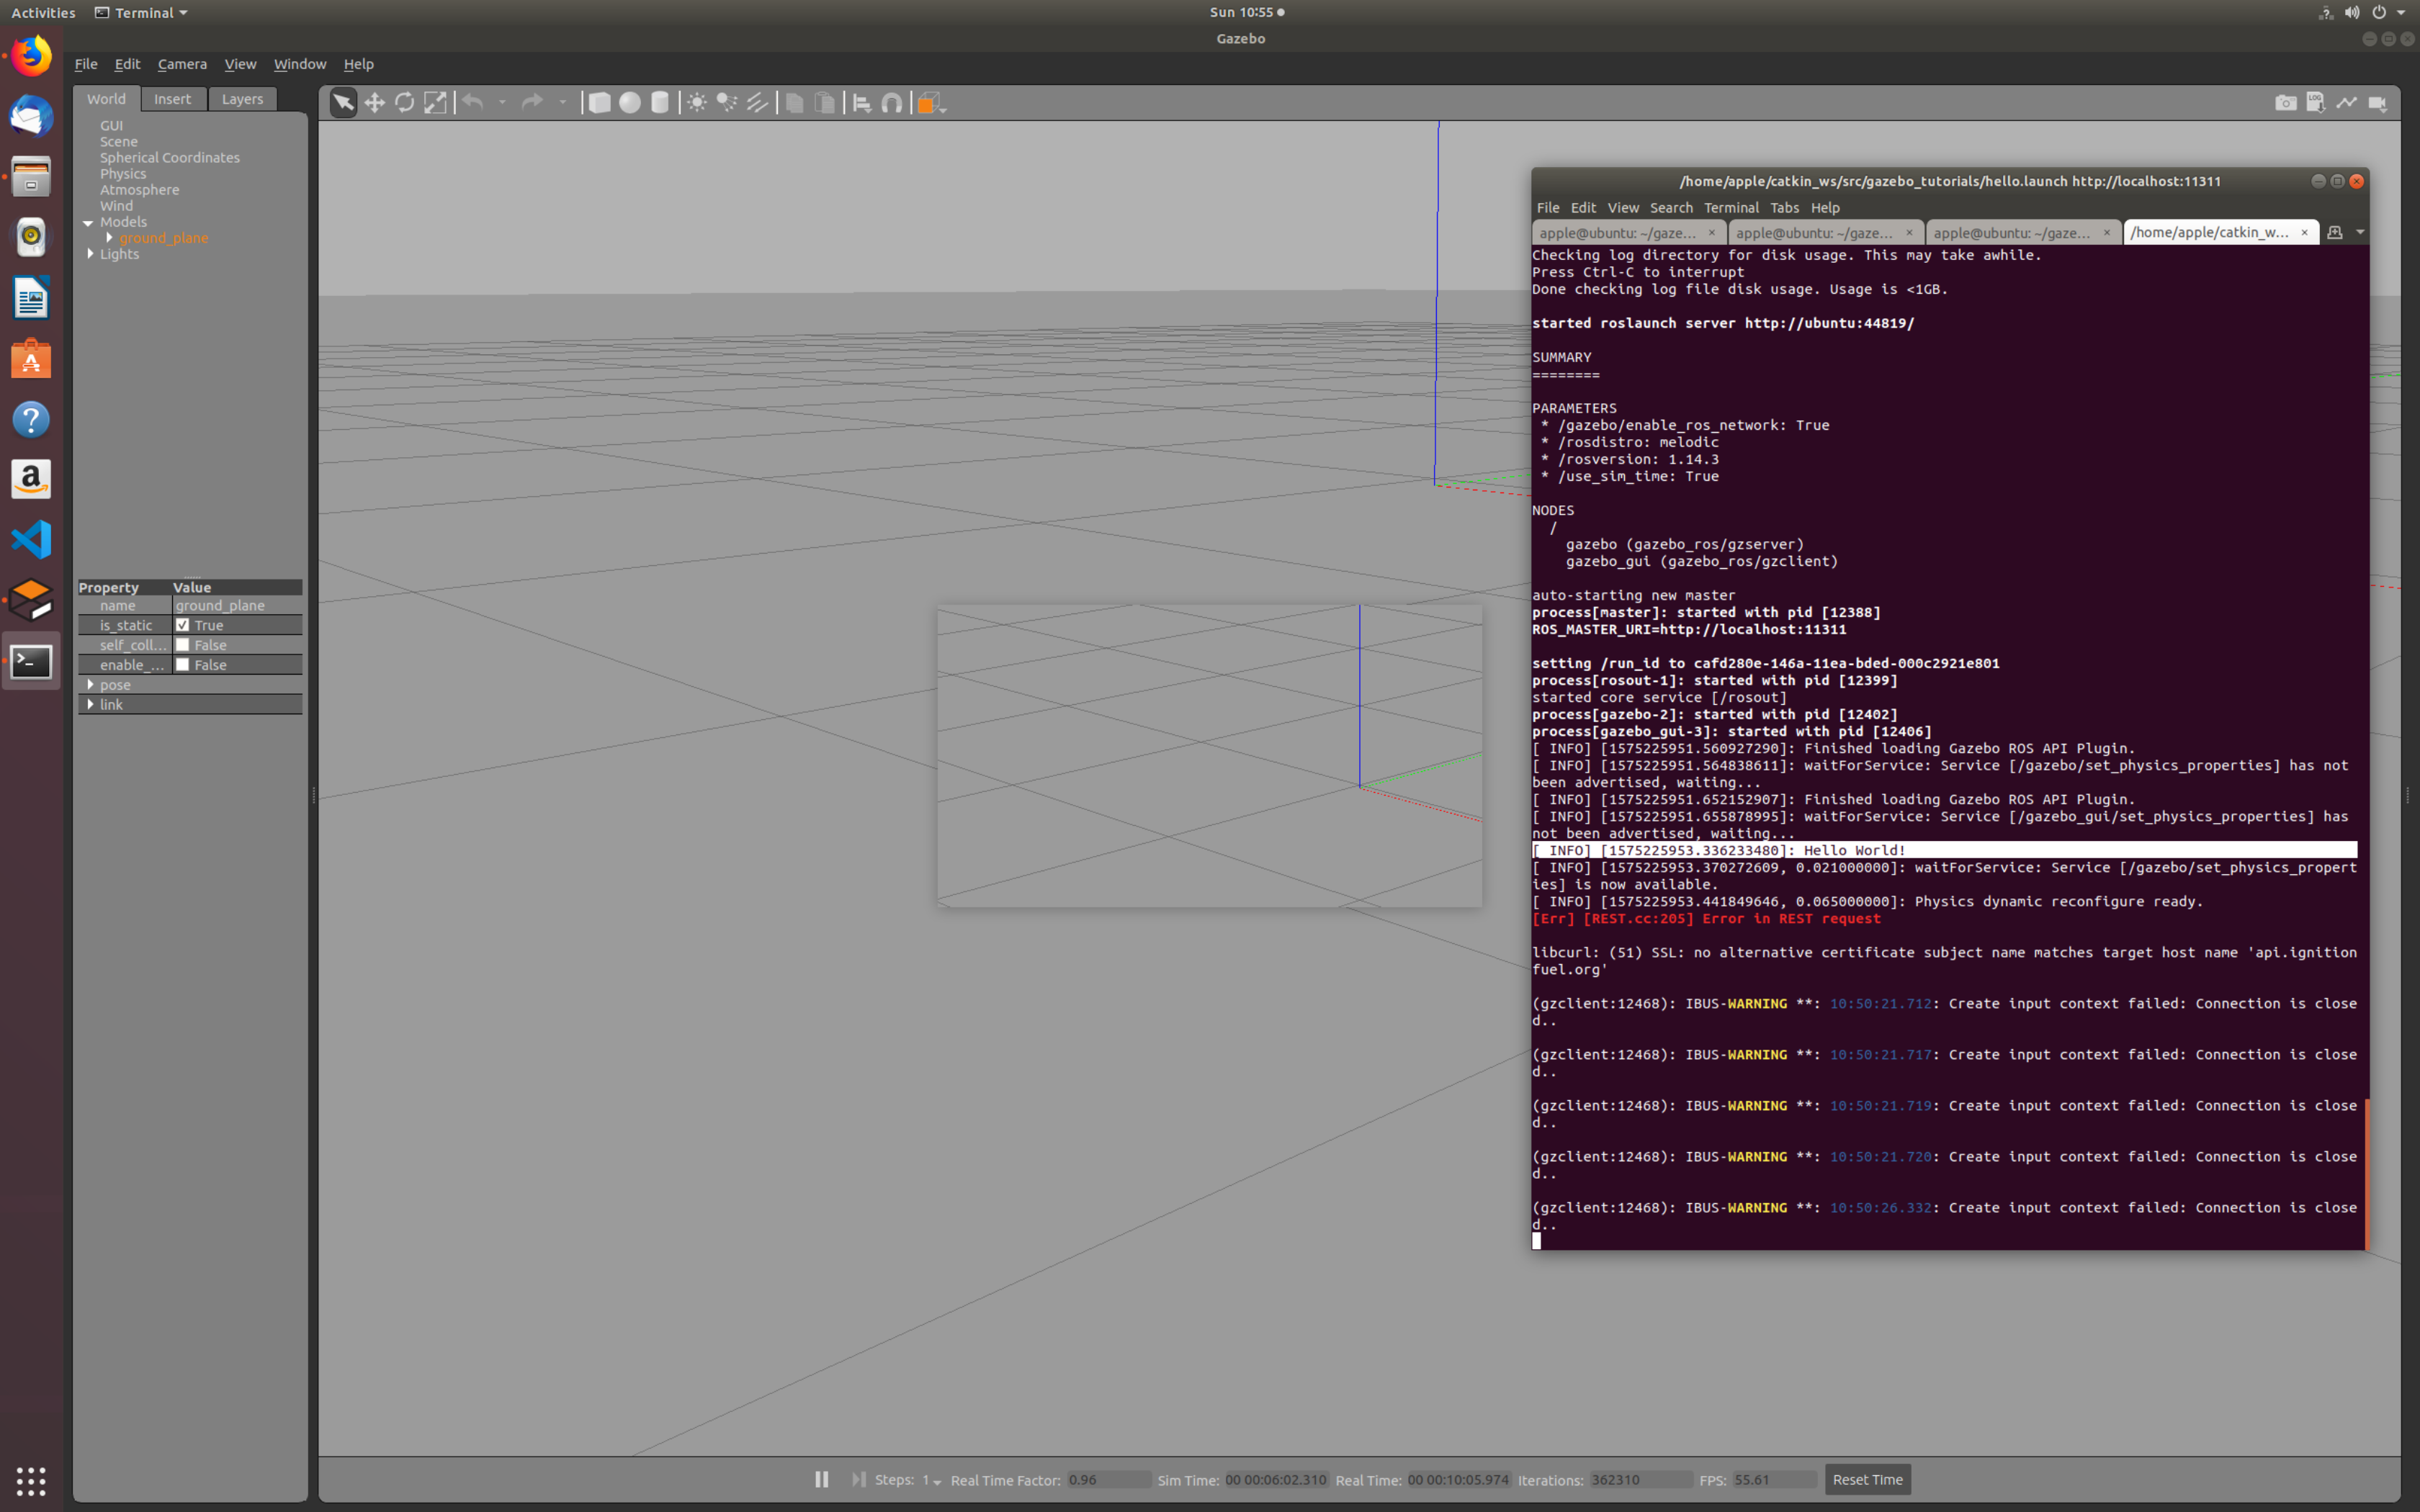 Activities Terminal Sun 10:55
Gazebo
File Edit Camera View Window Help
World Insert Layers
GUI
Scene
Spherical Coordinates
Physics
Atmosphere
Wind
Models
ground_plane
Lights
Property Value
name ground_plane
is_static True
self_coll... False
enable_... False
pose
link
/home/apple/catkin_ws/src/gazebo_tutorials/hello.launch http://localhost:11311
File Edit View Search Terminal Tabs Help
apple@ubuntu: ~/gaze... × apple@ubuntu: ~/gaze... × apple@ubuntu: ~/gaze... × /home/apple/catkin_w... ×
Checking log directory for disk usage. This may take awhile.
Press Ctrl-C to interrupt
Done checking log file disk usage. Usage is <1GB.
started roslaunch server http://ubuntu:44819/
SUMMARY
========
PARAMETERS
* /gazebo/enable_ros_network: True
* /rosdistro: melodic
* /rosversion: 1.14.3
* /use_sim_time: True
NODES
/
gazebo (gazebo_ros/gzserver)
gazebo_gui (gazebo_ros/gzclient)
auto-starting new master
process[master]: started with pid [12388]
ROS_MASTER_URI=http://localhost:11311
setting /run_id to cafd280e-146a-11ea-bded-000c2921e801
process[rosout-1]: started with pid [12399]
started core service [/rosout]
process[gazebo-2]: started with pid [12402]
process[gazebo_gui-3]: started with pid [12406]
[ INFO] [1575225951.560927290]: Finished loading Gazebo ROS API Plugin.
[ INFO] [1575225951.564838611]: waitForService: Service [/gazebo/set_physics_properties] has not
been advertised, waiting...
[ INFO] [1575225951.652152907]: Finished loading Gazebo ROS API Plugin.
[ INFO] [1575225951.655878995]: waitForService: Service [/gazebo_gui/set_physics_properties] has
not been advertised, waiting...
[ INFO] [1575225953.336233480]: Hello World!
[ INFO] [1575225953.370272609, 0.021000000]: waitForService: Service [/gazebo/set_physics_propert
ies] is now available.
[ INFO] [1575225953.441849646, 0.065000000]: Physics dynamic reconfigure ready.
[Err] [REST.cc:205] Error in REST request
libcurl: (51) SSL: no alternative certificate subject name matches target host name 'api.ignition
fuel.org'
(gzclient:12468): IBUS-WARNING **: 10:50:21.712: Create input context failed: Connection is close
d..
(gzclient:12468): IBUS-WARNING **: 10:50:21.717: Create input context failed: Connection is close
d..
(gzclient:12468): IBUS-WARNING **: 10:50:21.719: Create input context failed: Connection is close
d..
(gzclient:12468): IBUS-WARNING **: 10:50:21.720: Create input context failed: Connection is close
d..
(gzclient:12468): IBUS-WARNING **: 10:50:26.332: Create input context failed: Connection is close
d..
Steps: 1 Real Time Factor: 0.96 Sim Time: 00 00:06:02.310 Real Time: 00 00:10:05.974 Iterations: 362310 FPS: 55.61 Reset Time